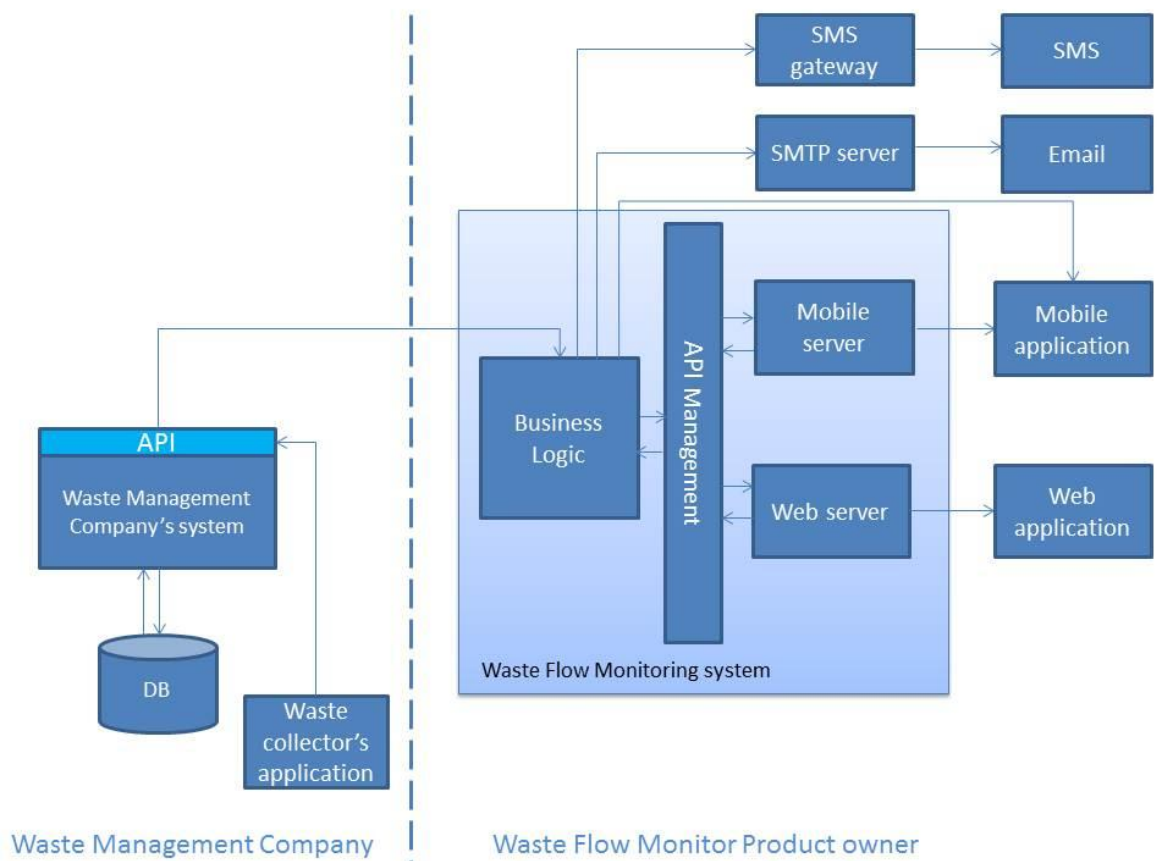 SMS
gateway
SMS
SMTP server
Email
Mobile
server
Mobile
application
API Management
Business
Logic
API
Waste Management
Company's system
Web server
Web
application
Waste Flow Monitoring system
DB
Waste
collector's
application
Waste Management Company
Waste Flow Monitor Product owner